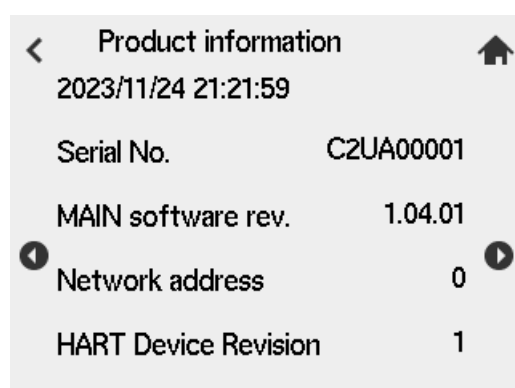 Product information
2023/11/24 21:21:59
Serial No. C2UA00001
MAIN software rev. 1.04.01
Network address 0
HART Device Revision 1